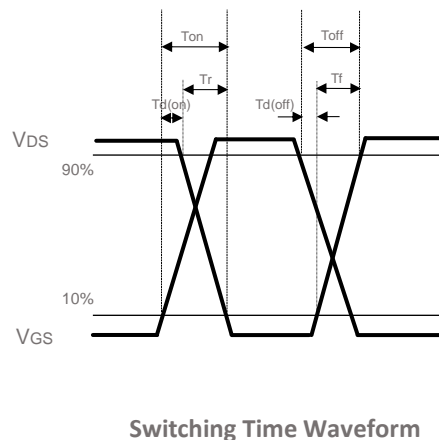 Ton Toff
Tr Tf
Td(on) Td(off)
VDS
90%
10%
VGS
Switching Time Waveform